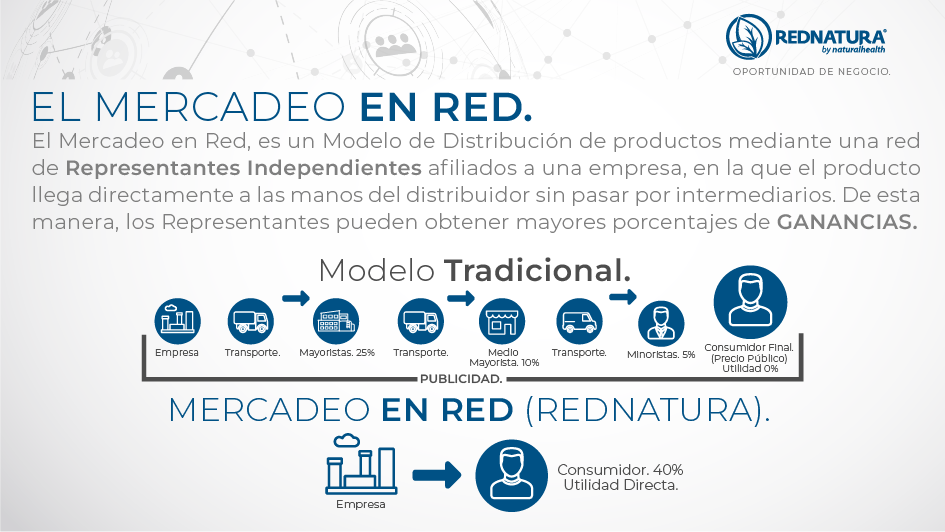 REDNATURA®
by naturalhealth
OPORTUNIDAD DE NEGOCIO.
EL MERCADEO EN RED.
El Mercadeo en Red, es un Modelo de Distribución de productos mediante una red
de Representantes Independientes afiliados a una empresa, en la que el producto
llega directamente a las manos del distribuidor sin pasar por intermediarios. De esta
manera, los Representantes pueden obtener mayores porcentajes de GANANCIAS.
Modelo Tradicional.
Empresa
Transporte.
Mayoristas. 25%
Transporte.
Medio
Mayorista. 10%
Transporte.
Minoristas. 5%
Consumidor Final.
(Precio Público)
Utilidad 0%
PUBLICIDAD.
MERCADEO EN RED (REDNATURA).
Empresa
Consumidor. 40%
Utilidad Directa.